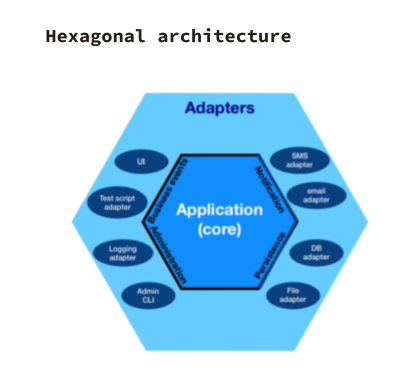 Hexagonal architecture
Adapters
UI
SMS
adapter
Test script
adapter
email
adapter
Business events
Notification
Application
(core)
Administration
Persistence
Logging
adapter
DB
adapter
Admin
CLI
File
adapter